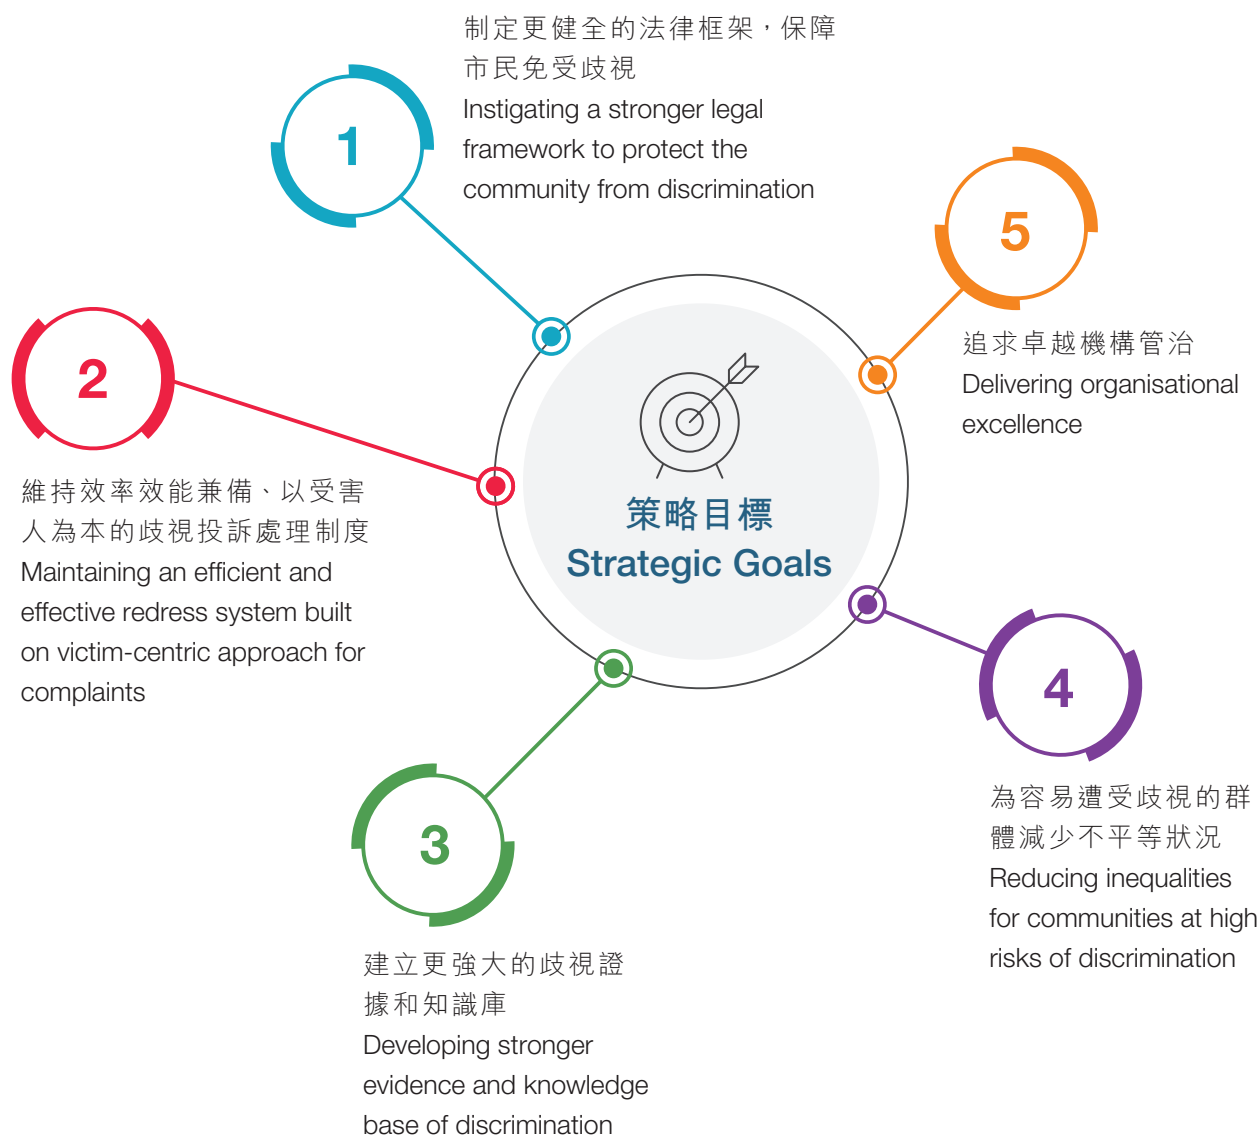 制定更健全的法律框架，保障
市民免受歧視
Instigating a stronger legal
framework to protect the
community from discrimination
1
5
追求卓越機構管治
Delivering organisational
excellence
2
維持效率效能兼備、以受害
人為本的歧視投訴處理制度
Maintaining an efficient and
effective redress system built
on victim-centric approach for
complaints
策略目標
Strategic Goals
4
為容易遭受歧視的群
體減少不平等狀況
Reducing inequalities
for communities at high
risks of discrimination
3
建立更強大的歧視證
據和知識庫
Developing stronger
evidence and knowledge
base of discrimination